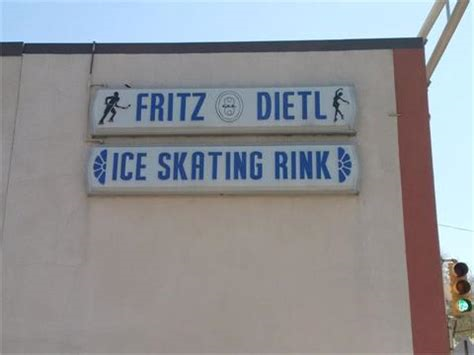 FRITZ DIETL
ICE SKATING RINK